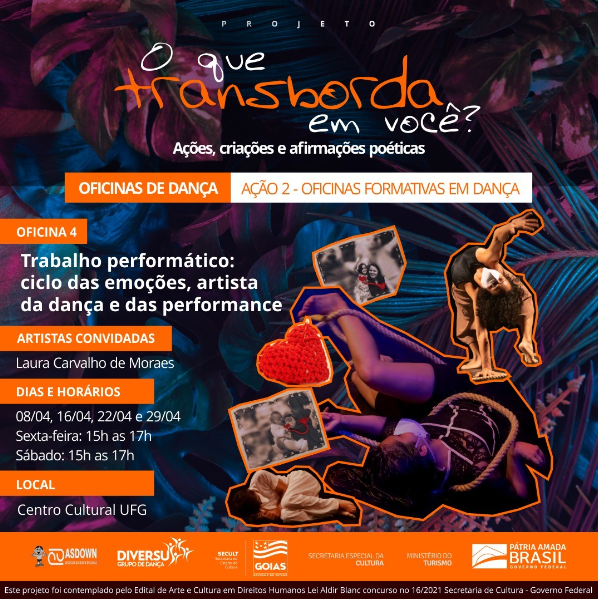 PROJETO
O que
transborda
em você?
Ações, criações e afirmações poéticas
OFICINAS DE DANÇA AÇÃO 2 - OFICINAS FORMATIVAS EM DANÇA
OFICINA 4
Trabalho performático:
ciclo das emoções, artista
da dança e das performance
ARTISTAS CONVIDADAS
Laura Carvalho de Moraes
DIAS E HORÁRIOS
08/04, 16/04, 22/04 e 29/04
Sexta-feira: 15h as 17h
Sábado: 15h as 17h
LOCAL
Centro Cultural UFG
ASDOWN
DIVERSU
GRUPO DE DANÇA
SECULT
GOIÁS
SECRETARIA ESPECIAL DA
CULTURA
MINISTÉRIO DO
TURISMO
PÁTRIA AMADA
BRASIL
GOVERNO FEDERAL
Este projeto foi contemplado pelo Edital de Arte e Cultura em Direitos Humanos Lei Aldir Blanc concurso no 16/2021 Secretaria de Cultura - Governo Federal